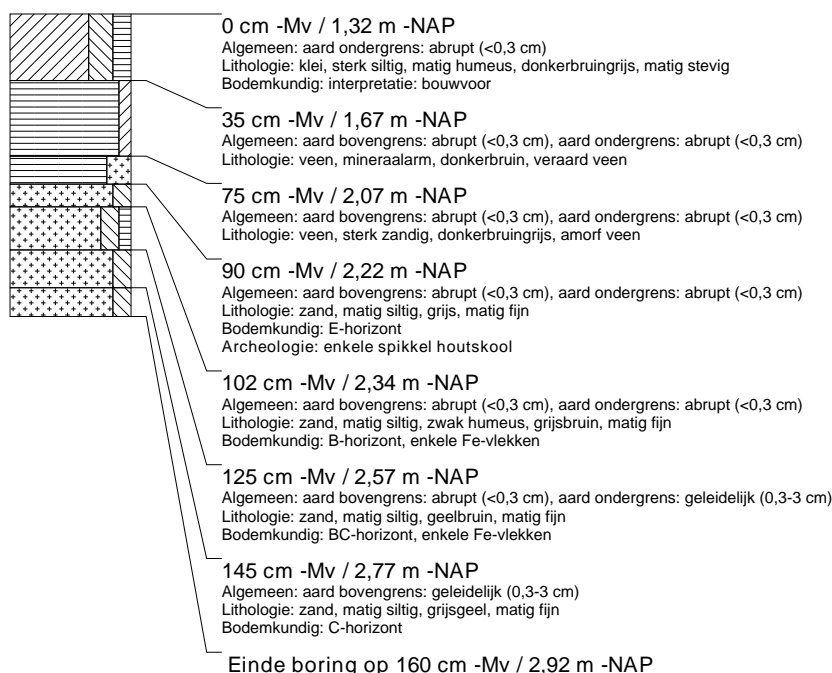 0 cm -Mv / 1,32 m -NAP
Algemeen: aard ondergrens: abrupt (<0,3 cm)
Lithologie: klei, sterk siltig, matig humeus, donkerbruingrijs, matig stevig
Bodemkundig: interpretatie: bouwvoor
35 cm -Mv / 1,67 m -NAP
Algemeen: aard bovengrens: abrupt (<0,3 cm), aard ondergrens: abrupt (<0,3 cm)
Lithologie: veen, mineraalarm, donkerbruin, veraard veen
75 cm -Mv / 2,07 m -NAP
Algemeen: aard bovengrens: abrupt (<0,3 cm), aard ondergrens: abrupt (<0,3 cm)
Lithologie: veen, sterk zandig, donkerbruingrijs, amorf veen
90 cm -Mv / 2,22 m -NAP
Algemeen: aard bovengrens: abrupt (<0,3 cm), aard ondergrens: abrupt (<0,3 cm)
Lithologie: zand, matig siltig, grijs, matig fijn
Bodemkundig: E-horizont
Archeologie: enkele spikkel houtskool
102 cm -Mv / 2,34 m -NAP
Algemeen: aard bovengrens: abrupt (<0,3 cm), aard ondergrens: abrupt (<0,3 cm)
Lithologie: zand, matig siltig, zwak humeus, grijsbruin, matig fijn
Bodemkundig: B-horizont, enkele Fe-vlekken
125 cm -Mv / 2,57 m -NAP
Algemeen: aard bovengrens: abrupt (<0,3 cm), aard ondergrens: geleidelijk (0,3-3 cm)
Lithologie: zand, matig siltig, geelbruin, matig fijn
Bodemkundig: BC-horizont, enkele Fe-vlekken
145 cm -Mv / 2,77 m -NAP
Algemeen: aard bovengrens: geleidelijk (0,3-3 cm)
Lithologie: zand, matig siltig, grijsgeel, matig fijn
Bodemkundig: C-horizont
Einde boring op 160 cm -Mv / 2,92 m -NAP